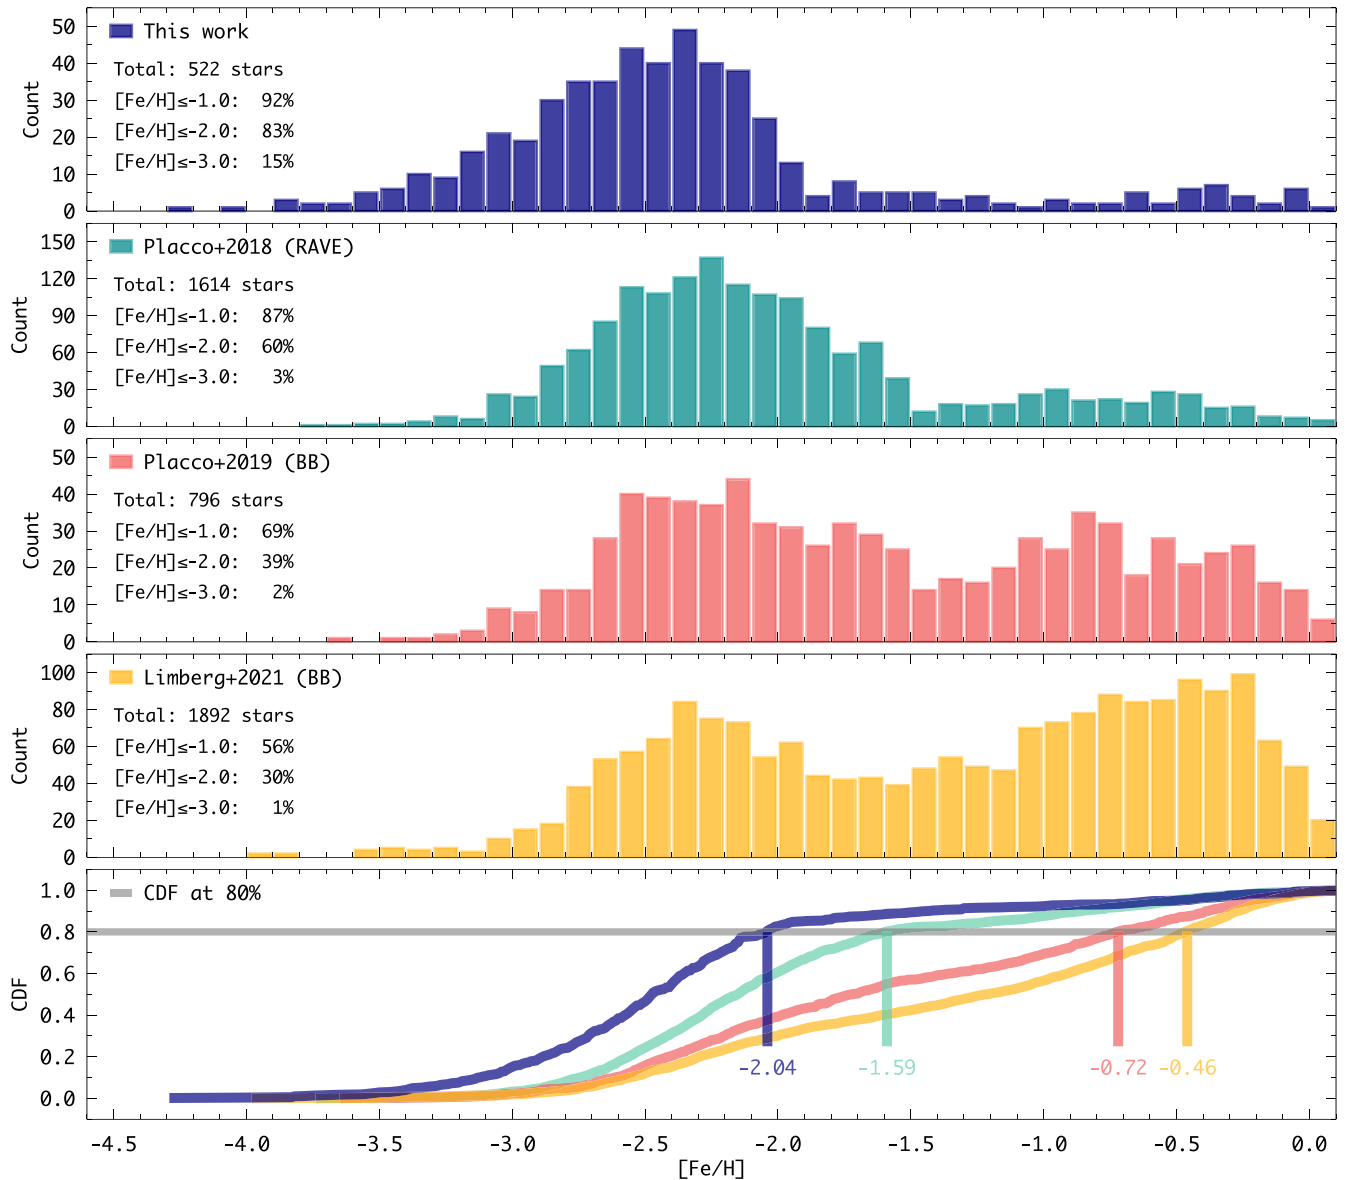 50
40
30
20
10
0
Count
This work
Total: 522 stars
[Fe/H]≤-1.0: 92%
[Fe/H]≤-2.0: 83%
[Fe/H]≤-3.0: 15%
150
120
90
60
30
0
Count
Placco+2018 (RAVE)
Total: 1614 stars
[Fe/H]≤-1.0: 87%
[Fe/H]≤-2.0: 60%
[Fe/H]≤-3.0: 3%
50
40
30
20
10
0
Count
Placco+2019 (BB)
Total: 796 stars
[Fe/H]≤-1.0: 69%
[Fe/H]≤-2.0: 39%
[Fe/H]≤-3.0: 2%
100
80
60
40
20
0
Count
Limberg+2021 (BB)
Total: 1892 stars
[Fe/H]≤-1.0: 56%
[Fe/H]≤-2.0: 30%
[Fe/H]≤-3.0: 1%
1.0
0.8
0.6
0.4
0.2
0.0
CDF
CDF at 80%
-2.04 -1.59 -0.72 -0.46
-4.5 -4.0 -3.5 -3.0 -2.5 -2.0 -1.5 -1.0 -0.5 0.0
[Fe/H]